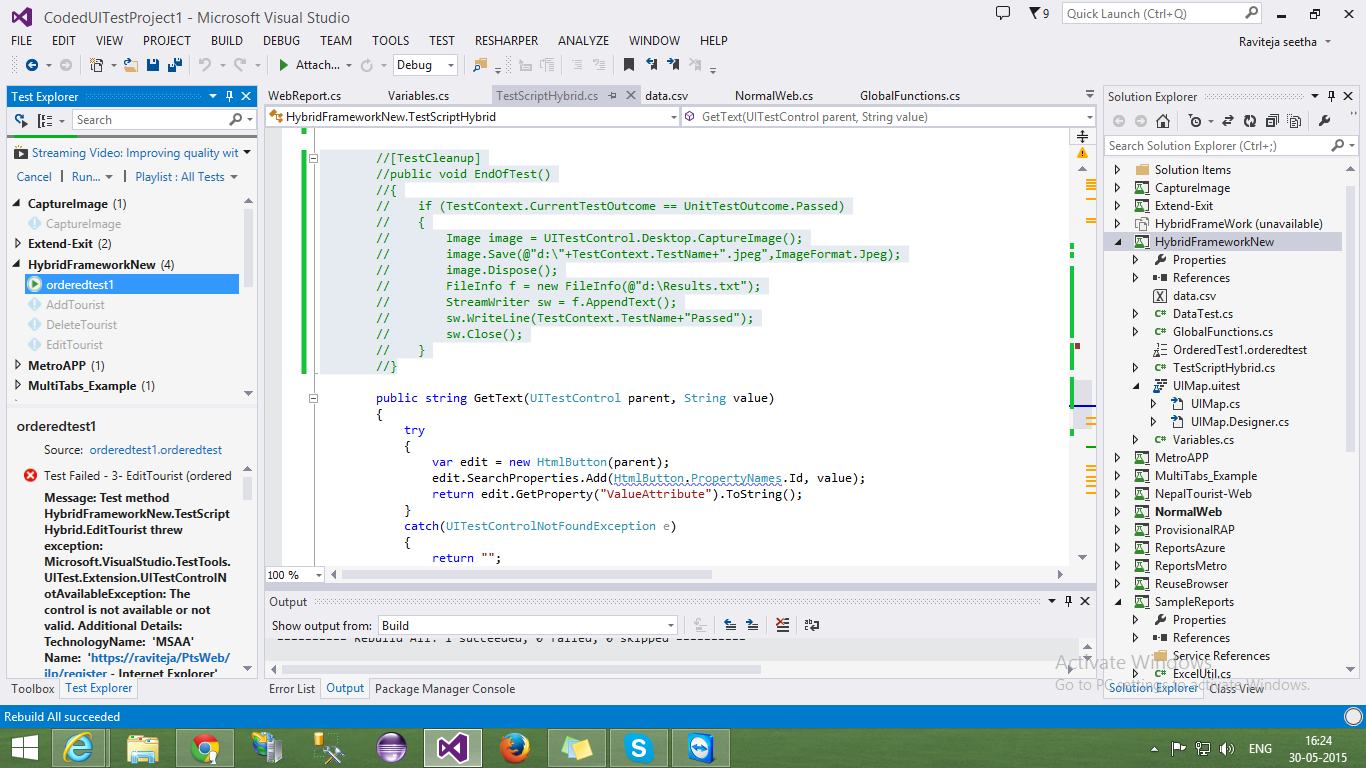 CodedUITestProject1 - Microsoft Visual Studio
9
Quick Launch (Ctrl+Q)
FILE EDIT VIEW PROJECT BUILD DEBUG TEAM TOOLS TEST RESHARPER ANALYZE WINDOW HELP
Raviteja seetha
Attach... Debug
Test Explorer
Search
Streaming Video: Improving quality wit
Cancel | Run... | Playlist : All Tests
CaptureImage (1)
CaptureImage
Extend-Exit (2)
HybridFrameworkNew (4)
orderedtest1
AddTourist
DeleteTourist
EditTourist
MetroAPP (1)
MultiTabs_Example (1)
orderedtest1
Source: orderedtest1.orderedtest
Test Failed - 3- EditTourist (ordered
Message: Test method
HybridFrameworkNew.TestScript
Hybrid.EditTourist threw
exception:
Microsoft.VisualStudio.TestTools.
UITest.Extension.UITestControlN
otAvailableException: The
control is not available or not
valid. Additional Details:
TechnologyName: 'MSAA'
Name: 'https://raviteja/PtsWeb/
ilp/register - Internet Explorer'
Toolbox Test Explorer
WebReport.cs Variables.cs TestScriptHybrid.cs data.csv NormalWeb.cs GlobalFunctions.cs
HybridFrameworkNew.TestScriptHybrid
GetText(UITestControl parent, String value)
//[TestCleanup]
//public void EndOfTest()
//{
// if (TestContext.CurrentTestOutcome == UnitTestOutcome.Passed)
// {
// Image image = UITestControl.Desktop.CaptureImage();
// image.Save(@"d:\"+TestContext.TestName+".jpeg",ImageFormat.Jpeg);
// image.Dispose();
// FileInfo f = new FileInfo(@"d:\Results.txt");
// StreamWriter sw = f.AppendText();
// sw.WriteLine(TestContext.TestName+"Passed");
// sw.Close();
// }
//}
public string GetText(UITestControl parent, String value)
{
try
{
var edit = new HtmlButton(parent);
edit.SearchProperties.Add(HtmlButton.PropertyNames.Id, value);
return edit.GetProperty("ValueAttribute").ToString();
}
catch(UITestControlNotFoundException e)
{
return "";
100 %
Output
Show output from: Build
========== Rebuild All: 1 succeeded, 0 failed, 0 skipped ==========
Error List Output Package Manager Console
Solution Explorer
Search Solution Explorer (Ctrl+;)
Solution Items
CaptureImage
Extend-Exit
HybridFrameWork (unavailable)
HybridFrameworkNew
Properties
References
data.csv
DataTest.cs
GlobalFunctions.cs
OrderedTest1.orderedtest
TestScriptHybrid.cs
UIMap.uitest
UIMap.cs
UIMap.Designer.cs
Variables.cs
MetroAPP
MultiTabs_Example
NepalTourist-Web
NormalWeb
ProvisionalRAP
ReportsAzure
ReportsMetro
ReuseBrowser
SampleReports
Properties
References
Service References
ExcelUtil.cs
Solution Explorer Class View
Activate Windows
Go to PC settings to activate Windows.
Rebuild All succeeded
ENG
16:24
30-05-2015